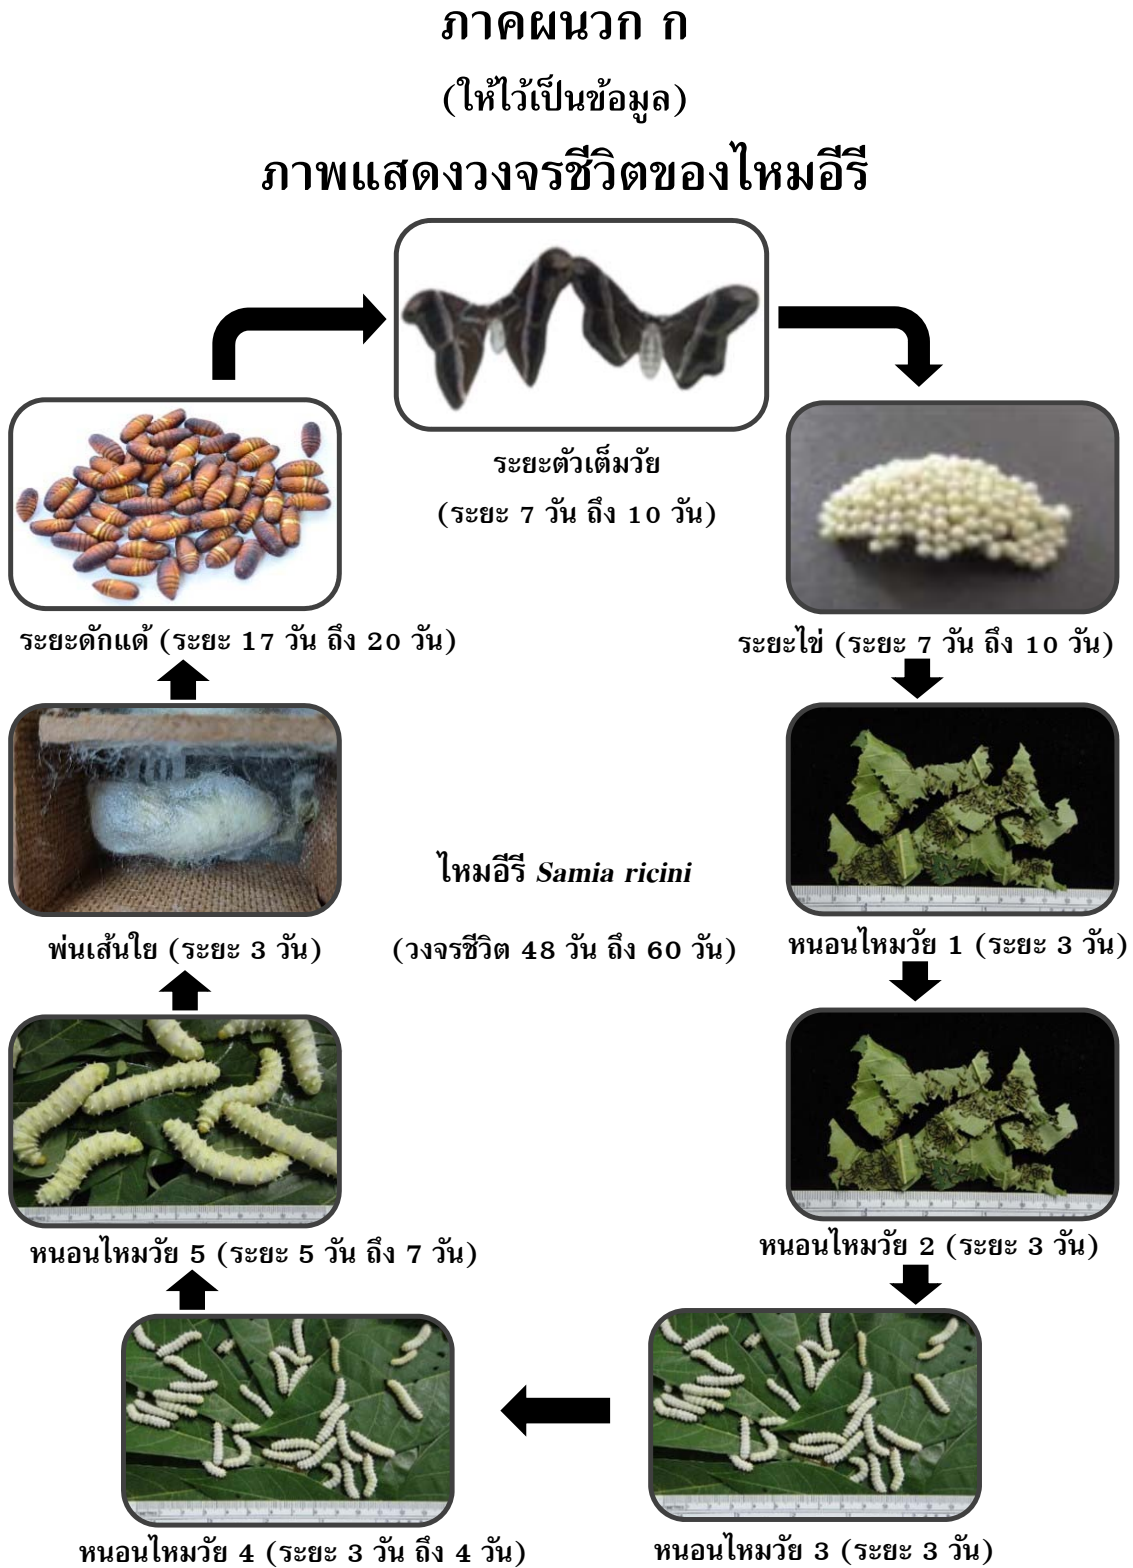 ภาคผนวก ก
(ให้ไว้เป็นข้อมูล)
ภาพแสดงวงจรชีวิตของไหมอีรี
ระยะตัวเต็มวัย
(ระยะ 7 วัน ถึง 10 วัน)
ระยะไข่ (ระยะ 7 วัน ถึง 10 วัน)
หนอนไหมวัย 1 (ระยะ 3 วัน)
หนอนไหมวัย 2 (ระยะ 3 วัน)
หนอนไหมวัย 3 (ระยะ 3 วัน)
หนอนไหมวัย 4 (ระยะ 3 วัน ถึง 4 วัน)
หนอนไหมวัย 5 (ระยะ 5 วัน ถึง 7 วัน)
พ่นเส้นใย (ระยะ 3 วัน)
ระยะดักแด้ (ระยะ 17 วัน ถึง 20 วัน)
ไหมอีรี Samia ricini
(วงจรชีวิต 48 วัน ถึง 60 วัน)